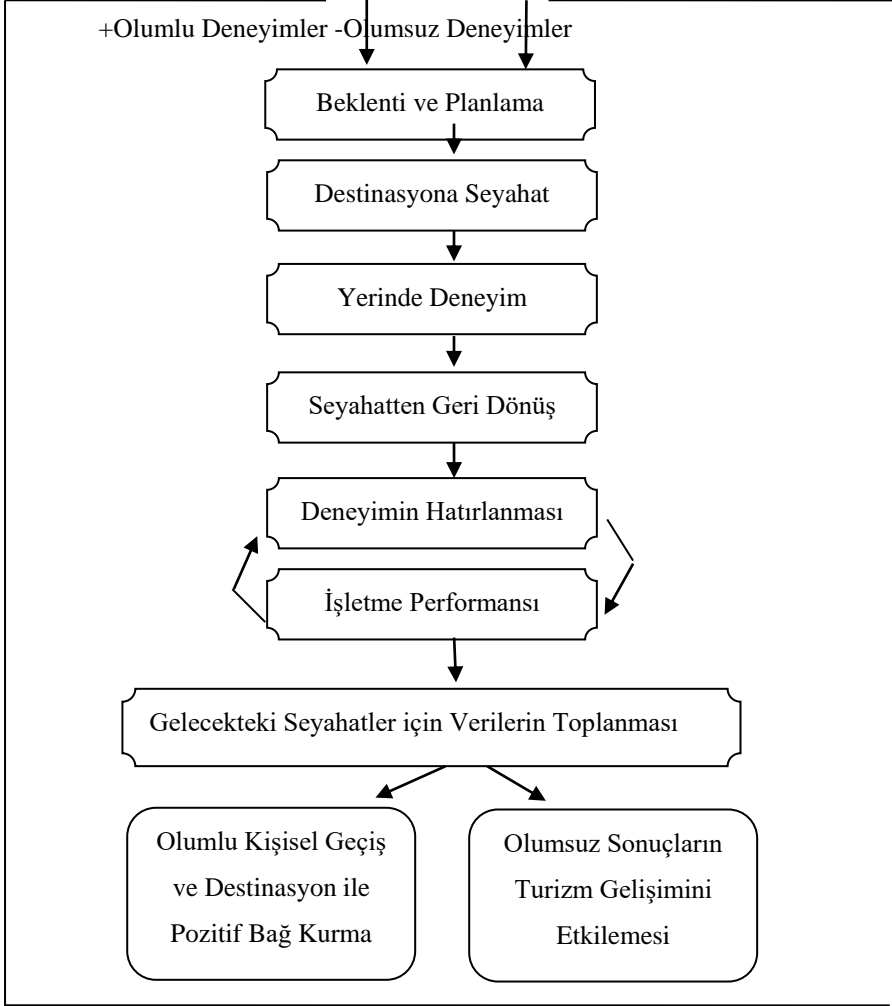 +Olumlu Deneyimler -Olumsuz Deneyimler
Beklenti ve Planlama
Destinasyona Seyahat
Yerinde Deneyim
Seyahatten Geri Dönüş
Deneyimin Hatırlanması
İşletme Performansı
Gelecekteki Seyahatler için Verilerin Toplanması
Olumlu Kişisel Geçiş
ve Destinasyon ile
Pozitif Bağ Kurma
Olumsuz Sonuçların
Turizm Gelişimini
Etkilemesi